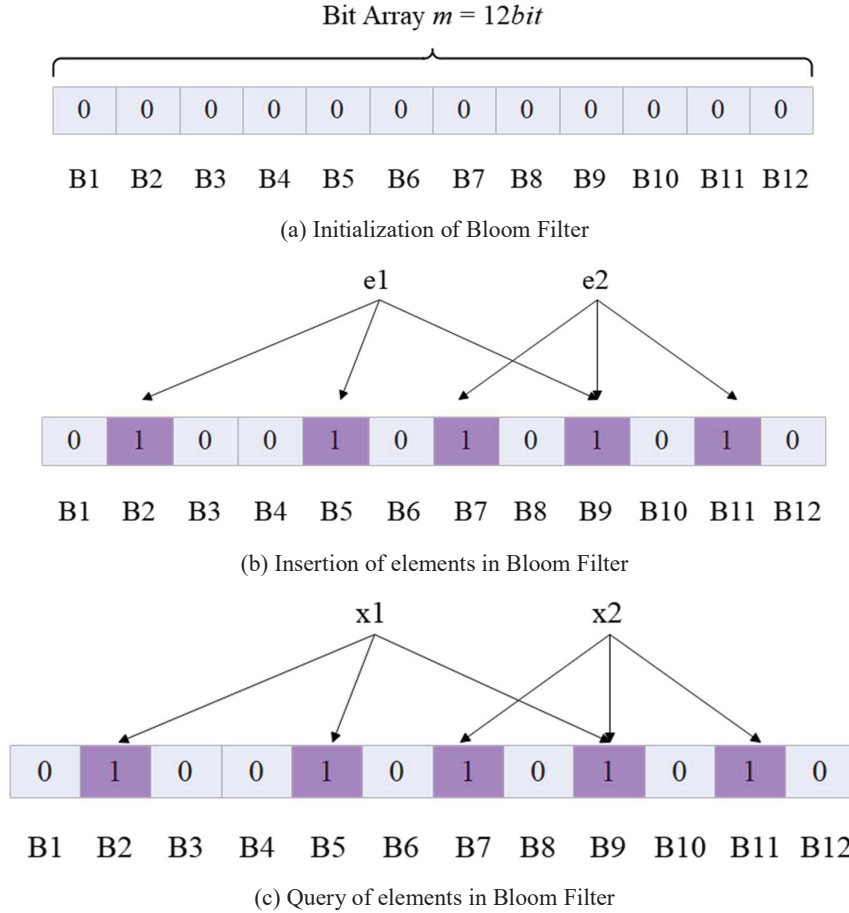 Bit Array m = 12bit
0 0 0 0 0 0 0 0 0 0 0 0
B1 B2 B3 B4 B5 B6 B7 B8 B9 B10 B11 B12
(a) Initialization of Bloom Filter
e1 e2
0 1 0 0 1 0 1 0 1 0 1 0
B1 B2 B3 B4 B5 B6 B7 B8 B9 B10 B11 B12
(b) Insertion of elements in Bloom Filter
x1 x2
0 1 0 0 1 0 1 0 1 0 1 0
B1 B2 B3 B4 B5 B6 B7 B8 B9 B10 B11 B12
(c) Query of elements in Bloom Filter